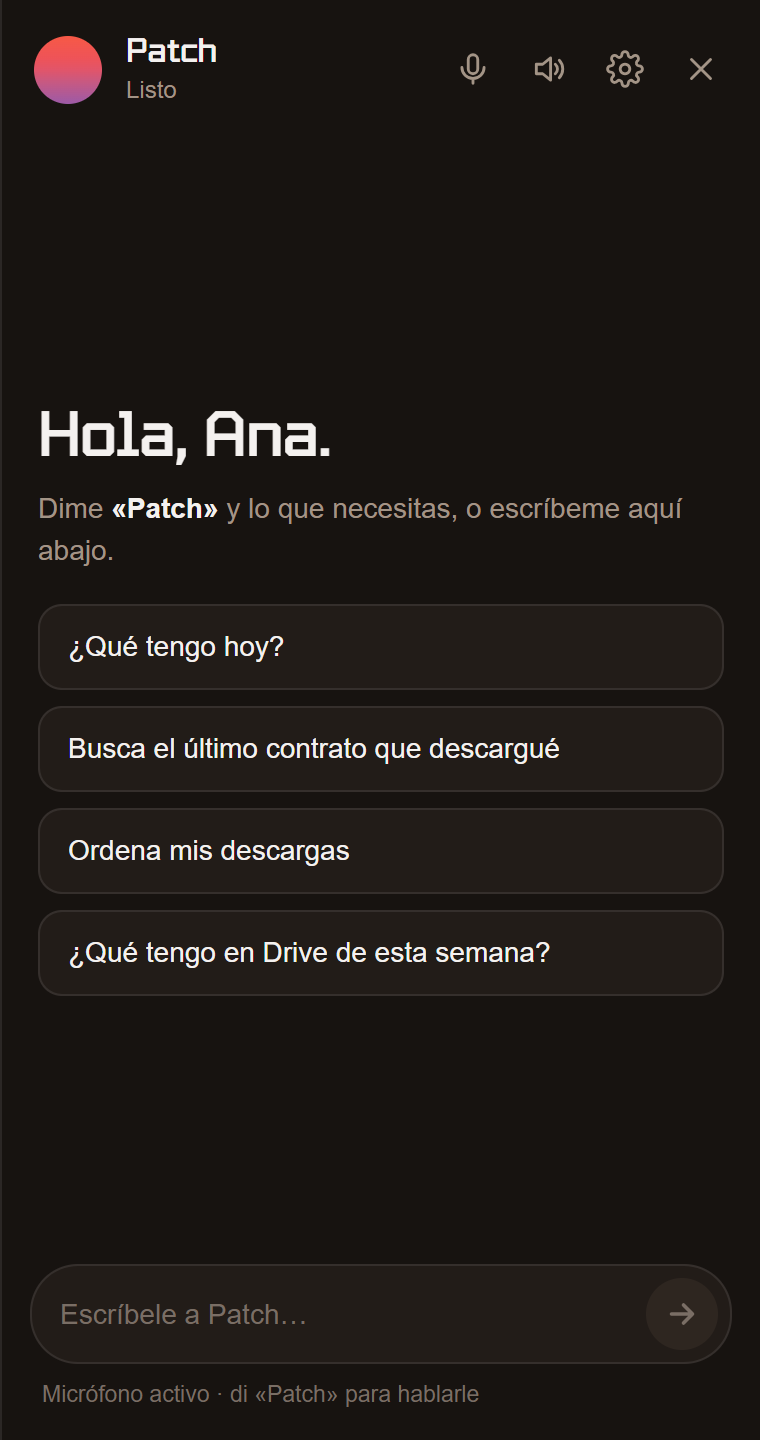 Patch
Listo
Hola, Ana.
Dime «Patch» y lo que necesitas, o escríbeme aquí
abajo.
¿Qué tengo hoy?
Busca el último contrato que descargué
Ordena mis descargas
¿Qué tengo en Drive de esta semana?
Escríbele a Patch…
Micrófono activo · di «Patch» para hablarle